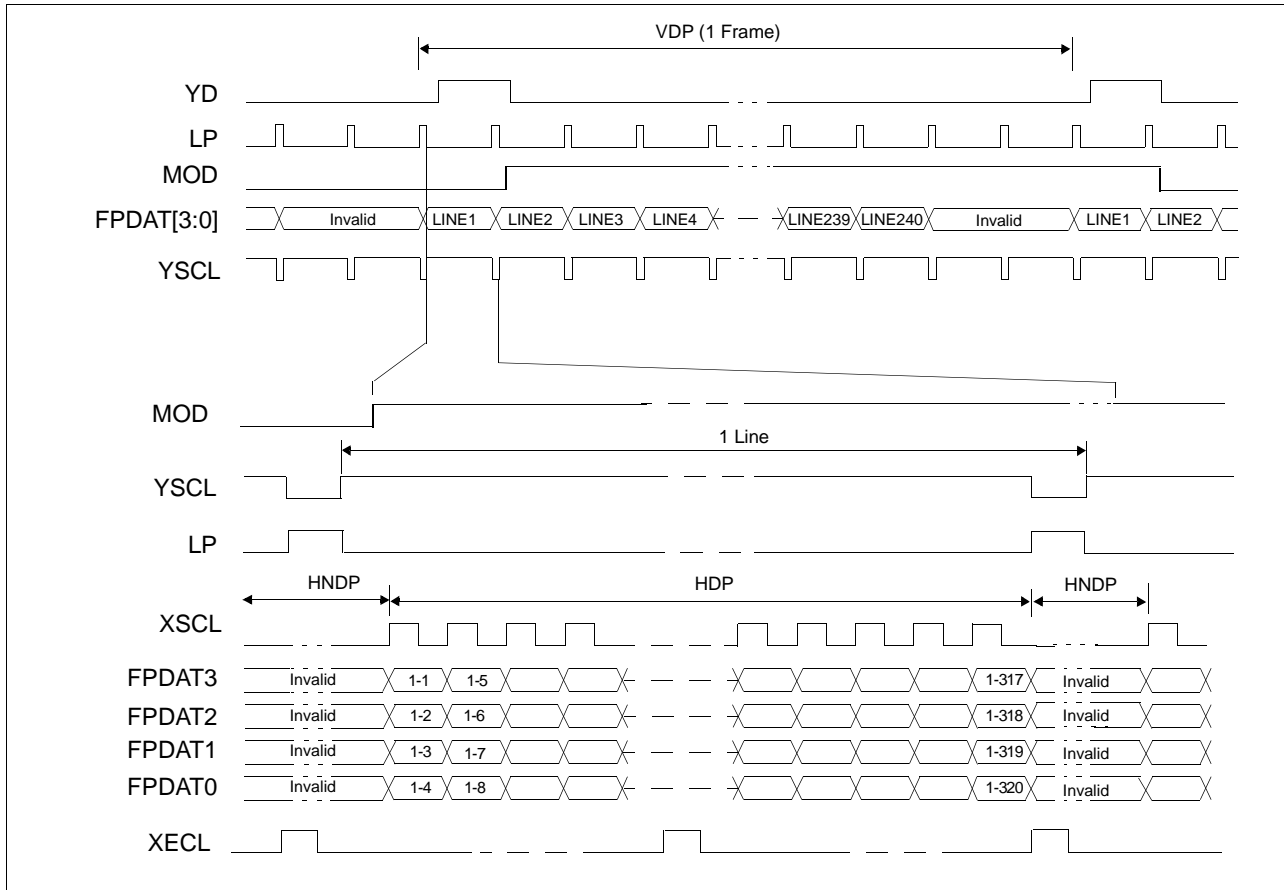 VDP (1 Frame)
YD
LP
MOD
FPDAT[3:0] Invalid LINE1 LINE2 LINE3 LINE4 LINE239 LINE240 Invalid LINE1 LINE2
YSCL
MOD
1 Line
YSCL
LP
HNDP HDP HNDP
XSCL
FPDAT3 Invalid 1-1 1-5 1-317 Invalid
FPDAT2 Invalid 1-2 1-6 1-318 Invalid
FPDAT1 Invalid 1-3 1-7 1-319 Invalid
FPDAT0 Invalid 1-4 1-8 1-320 Invalid
XECL